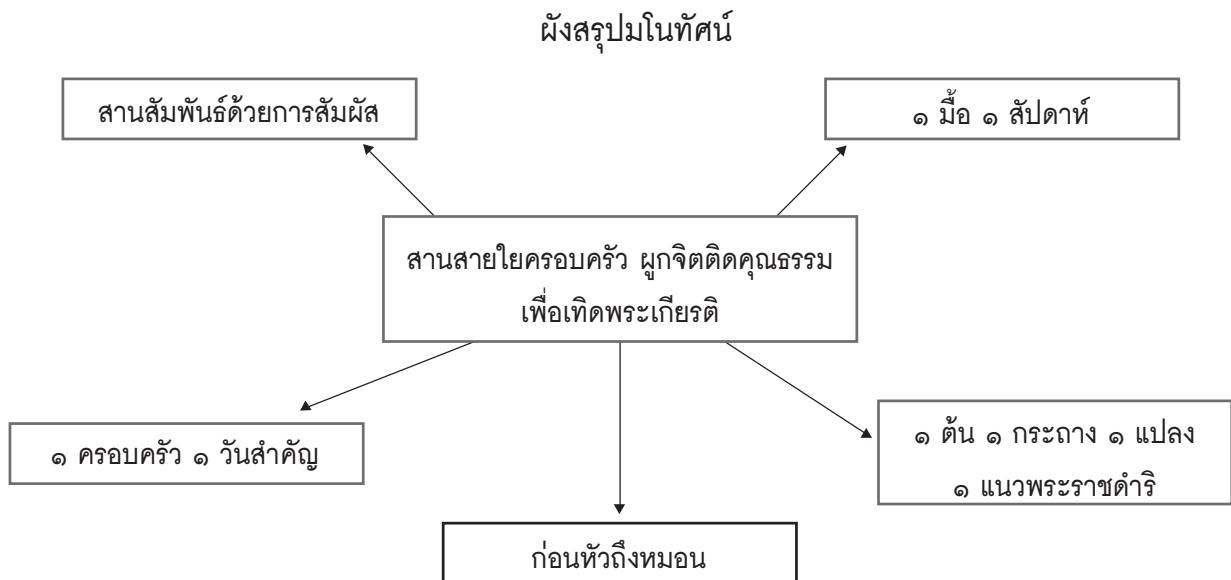 ผังสรุปมโนทัศน์
สานสัมพันธ์ด้วยการสัมผัส
๑ มื้อ ๑ สัปดาห์
สานสายใยครอบครัว ผูกจิตติดคุณธรรม
เพื่อเทิดพระเกียรติ
๑ ครอบครัว ๑ วันสำคัญ
๑ ต้น ๑ กระถาง ๑ แปลง
๑ แนวพระราชดำริ
ก่อนหัวถึงหมอน